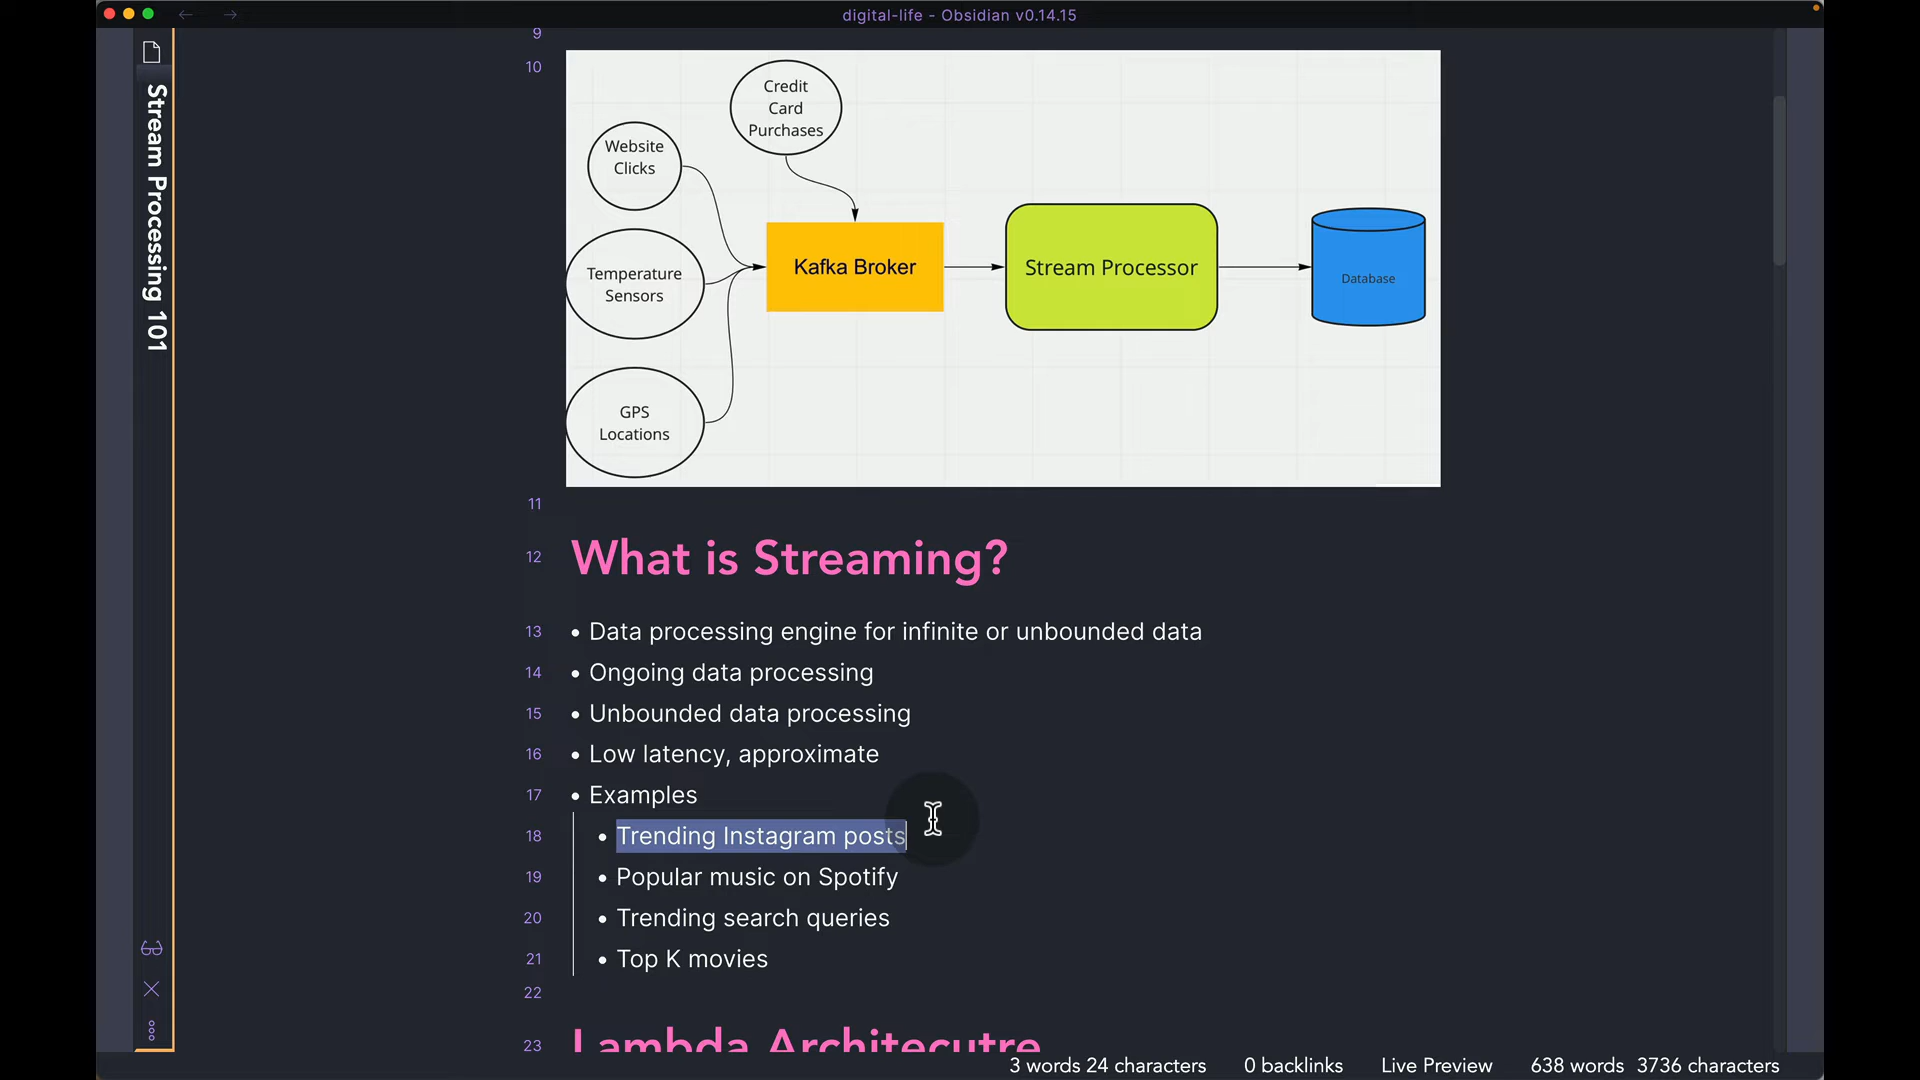 digital-life - Obsidian v0.14.15
Stream Processing 101
9
10
Credit
Card
Purchases
Website
Clicks
Temperature
Sensors
GPS
Locations
Kafka Broker
Stream Processor
Database
11
12 What is Streaming?
13 • Data processing engine for infinite or unbounded data
14 • Ongoing data processing
15 • Unbounded data processing
16 • Low latency, approximate
17 • Examples
18 • Trending Instagram posts
19 • Popular music on Spotify
20 • Trending search queries
21 • Top K movies
22
23 Lambda Architecutre
3 words 24 characters 0 backlinks Live Preview 638 words 3736 characters